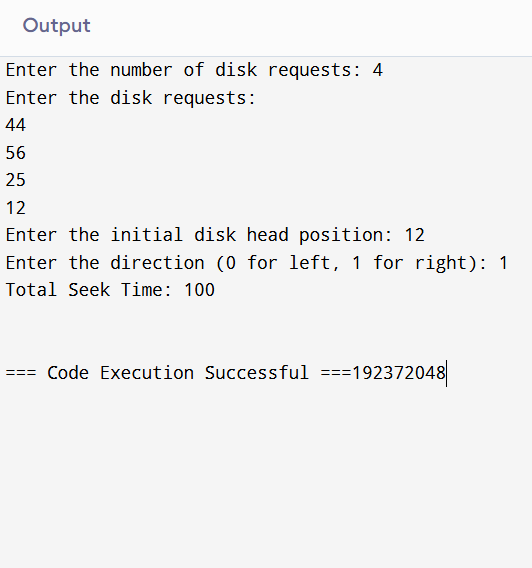 Output
Enter the number of disk requests: 4
Enter the disk requests:
44
56
25
12
Enter the initial disk head position: 12
Enter the direction (0 for left, 1 for right): 1
Total Seek Time: 100
=== Code Execution Successful ===192372048